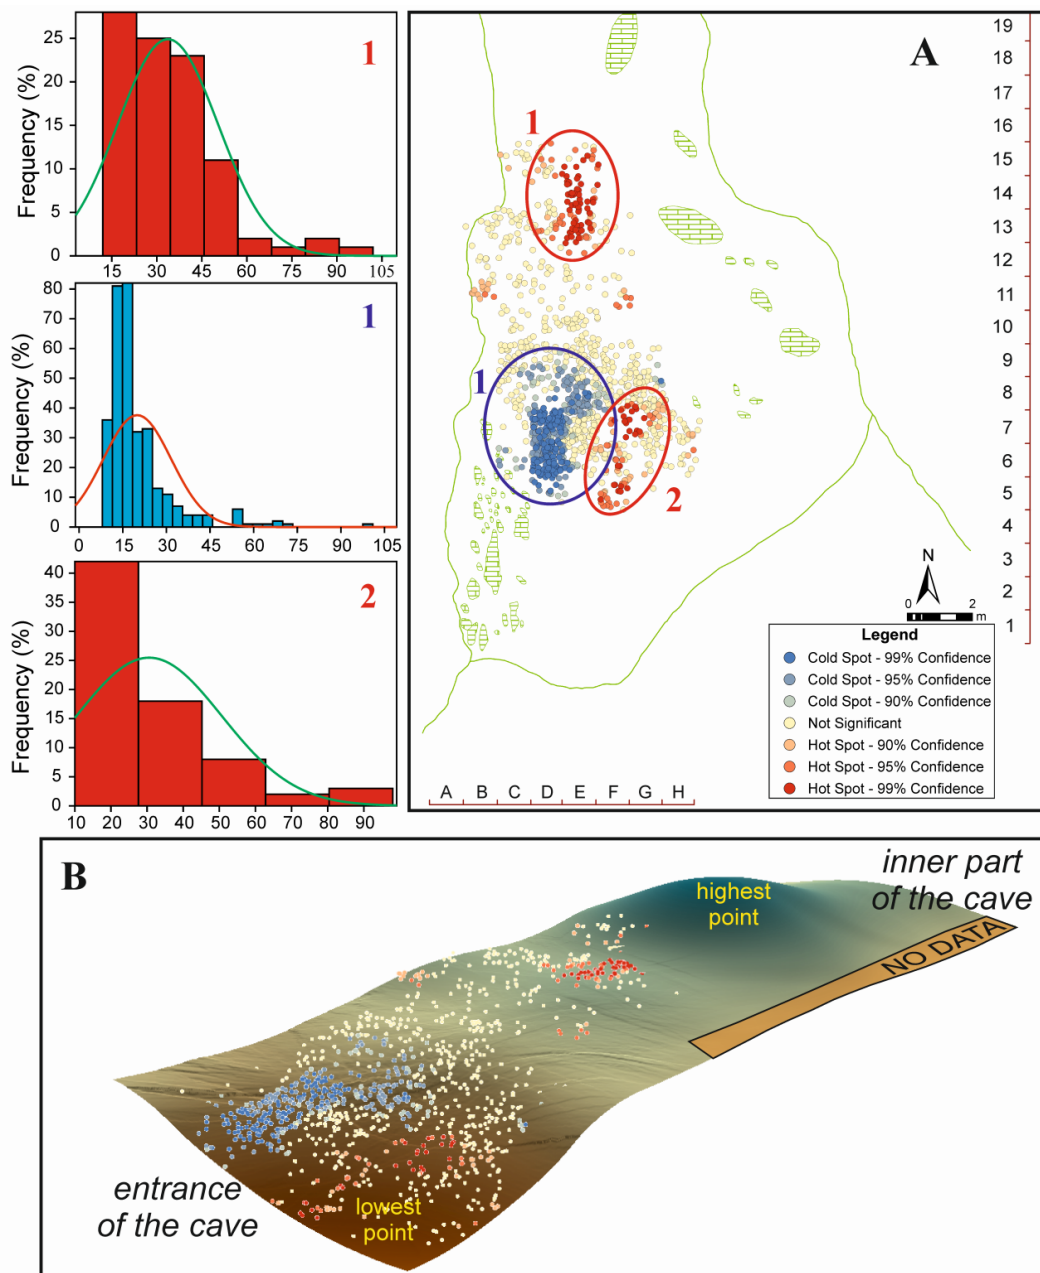 Frequency (%)
25
20
15
10
5
0
1
15 30 45 60 75 90 105
Frequency (%)
80
70
60
50
40
30
20
10
0
1
0 15 30 45 60 75 90 105
Frequency (%)
40
35
30
25
20
15
10
5
0
2
10 20 30 40 50 60 70 80 90
A
1
1
2
19
18
17
16
15
14
13
12
11
10
9
8
7
6
5
4
3
2
1
N
0 2
m
Legend
Cold Spot - 99% Confidence
Cold Spot - 95% Confidence
Cold Spot - 90% Confidence
Not Significant
Hot Spot - 90% Confidence
Hot Spot - 95% Confidence
Hot Spot - 99% Confidence
A B C D E F G H
B
inner part
of the cave
highest
point
NO DATA
entrance
of the cave
lowest
point